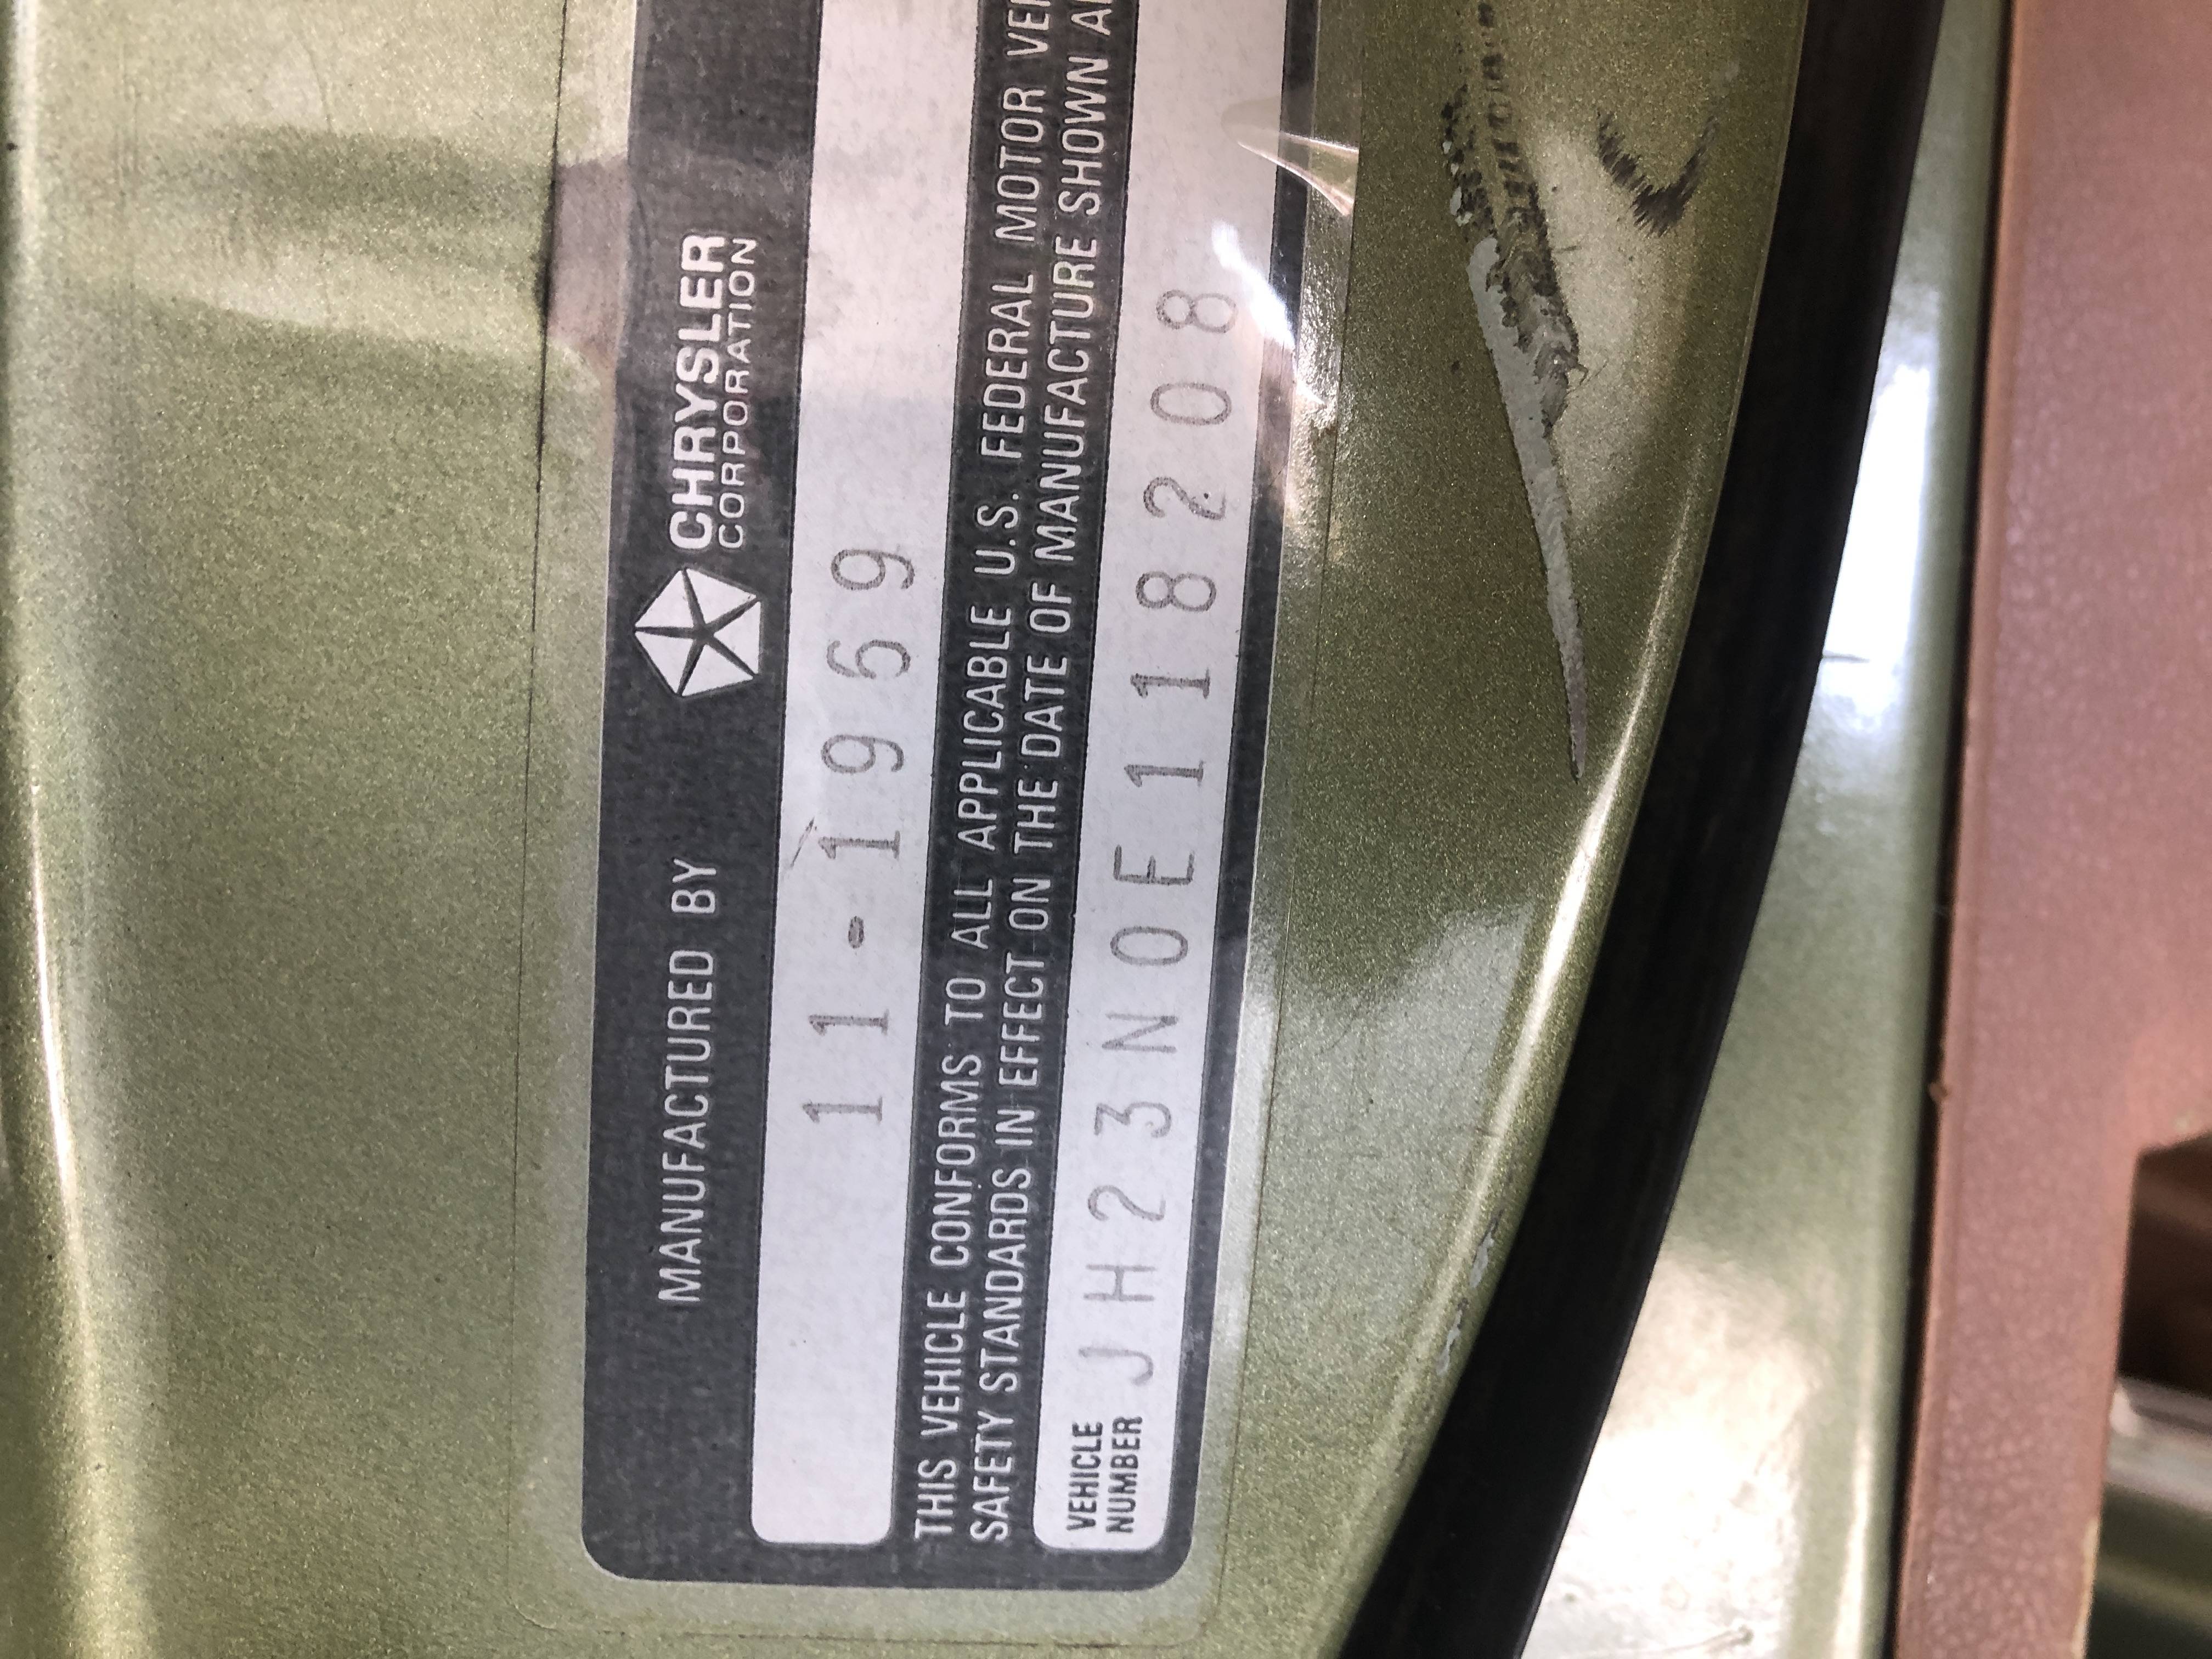 MANUFACTURED BY CHRYSLER
CORPORATION
11-1969
THIS VEHICLE CONFORMS TO ALL APPLICABLE U.S. FEDERAL MOTOR
SAFETY STANDARDS IN EFFECT ON THE DATE OF MANUFACTURE SHOWN
VEHICLE
NUMBER
JH23N0E118208